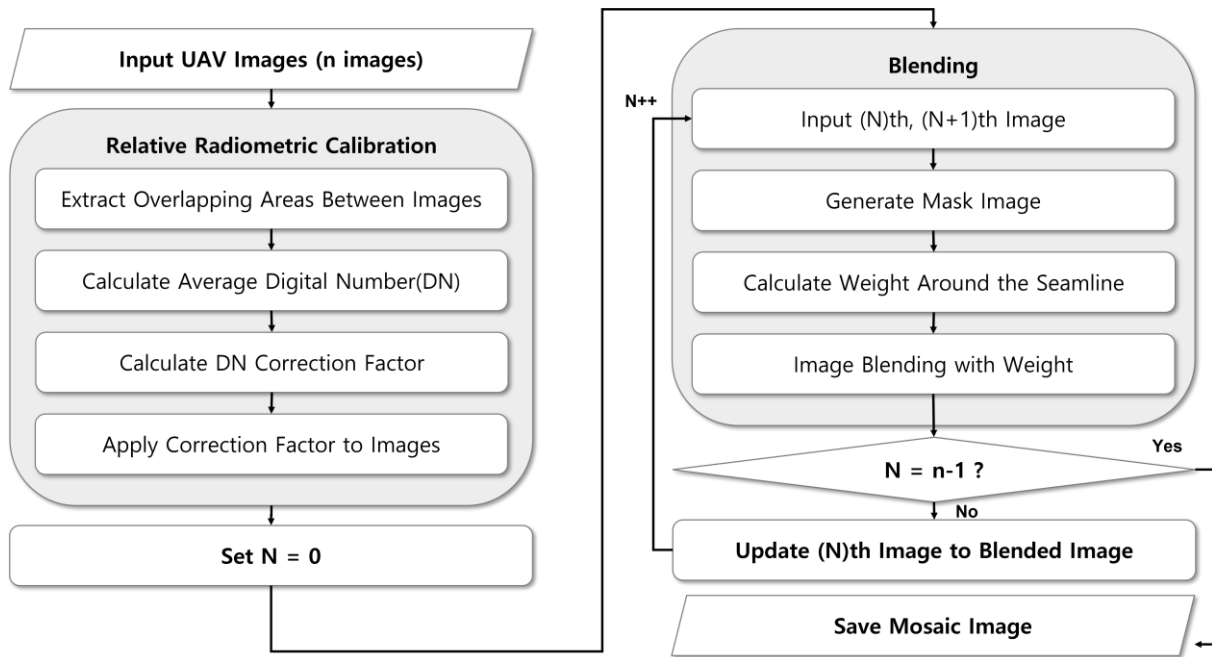 Input UAV Images (n images)
Relative Radiometric Calibration
Extract Overlapping Areas Between Images
Calculate Average Digital Number(DN)
Calculate DN Correction Factor
Apply Correction Factor to Images
Set N = 0
Blending
N++
Input (N)th, (N+1)th Image
Generate Mask Image
Calculate Weight Around the Seamline
Image Blending with Weight
Yes
N = n-1 ?
No
Update (N)th Image to Blended Image
Save Mosaic Image